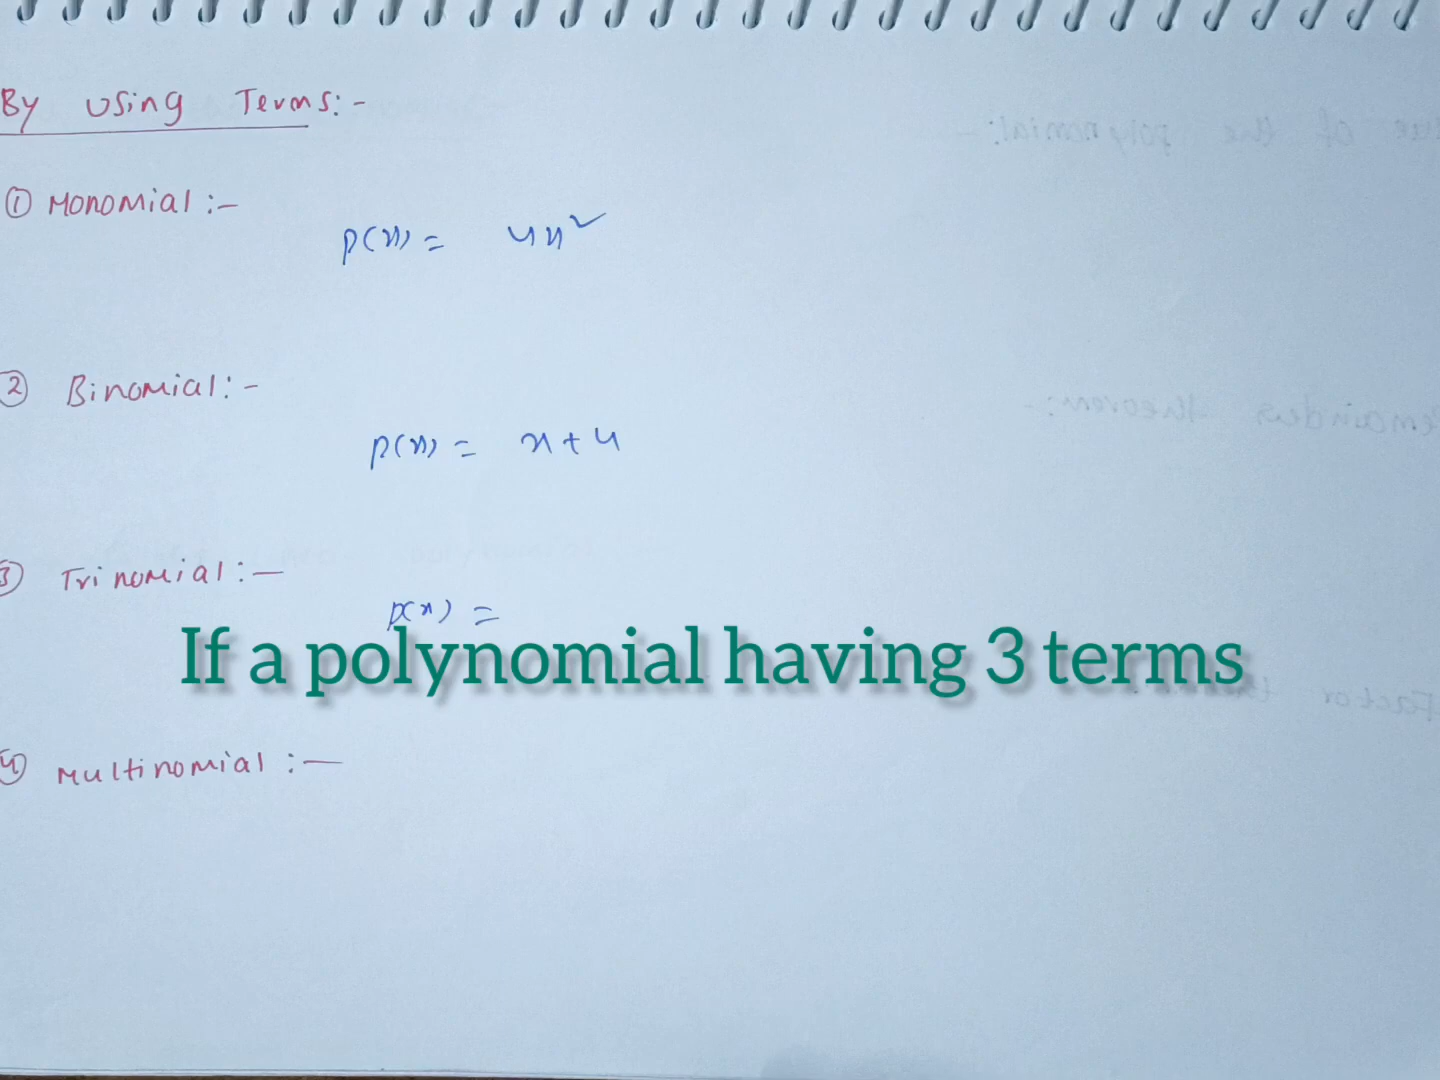 By Using Terms:-
① Monomial :-
p(x) = 4x²
② Binomial:-
p(x) = x+4
③ Trinomial:-
p(x) =
If a polynomial having 3 terms
④ Multinomial:-